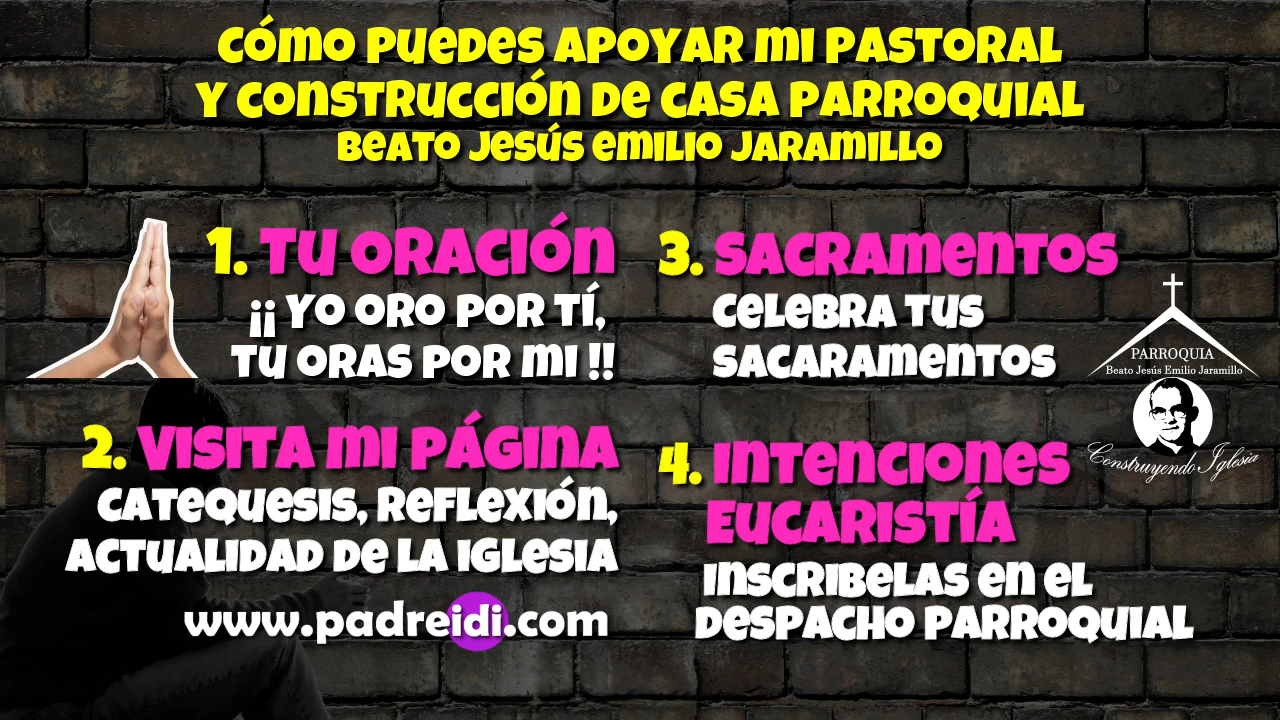 CÓMO PUEDES APOYAR MI PASTORAL
Y CONSTRUCCIÓN DE CASA PARROQUIAL
BEATO JESÚS EMILIO JARAMILLO
1. TU ORACIÓN
¡¡ YO ORO POR TÍ,
TU ORAS POR MI !!
2. VISITA MI PÁGINA
CATEQUESIS, REFLEXIÓN,
ACTUALIDAD DE LA IGLESIA
www.padreidi.com
3. SACRAMENTOS
CELEBRA TUS
SACARAMENTOS
4. INTENCIONES
EUCARISTÍA
INSCRIBELAS EN EL
DESPACHO PARROQUIAL
PARROQUIA
Beato Jesús Emilio Jaramillo
Construyendo Iglesia